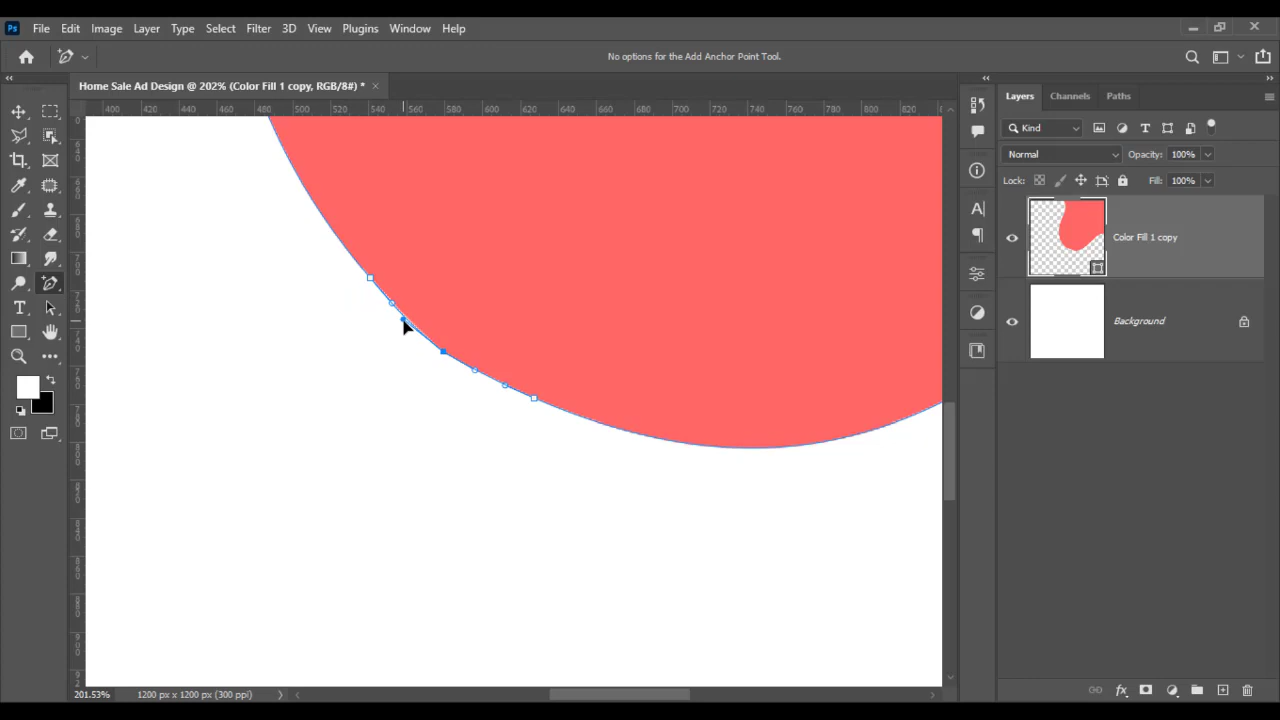 Ps File Edit Image Layer Type Select Filter 3D View Plugins Window Help
No options for the Add Anchor Point Tool.
Home Sale Ad Design @ 202% (Color Fill 1 copy, RGB/8#) *
400 420 440 460 480 500 520 540 560 580 600 620 640 660 680 700 720 740 760 780 800 820
Layers Channels Paths
Kind
Normal Opacity: 100%
Lock: Fill: 100%
Color Fill 1 copy
Background
201.53% 1200 px x 1200 px (300 ppi)